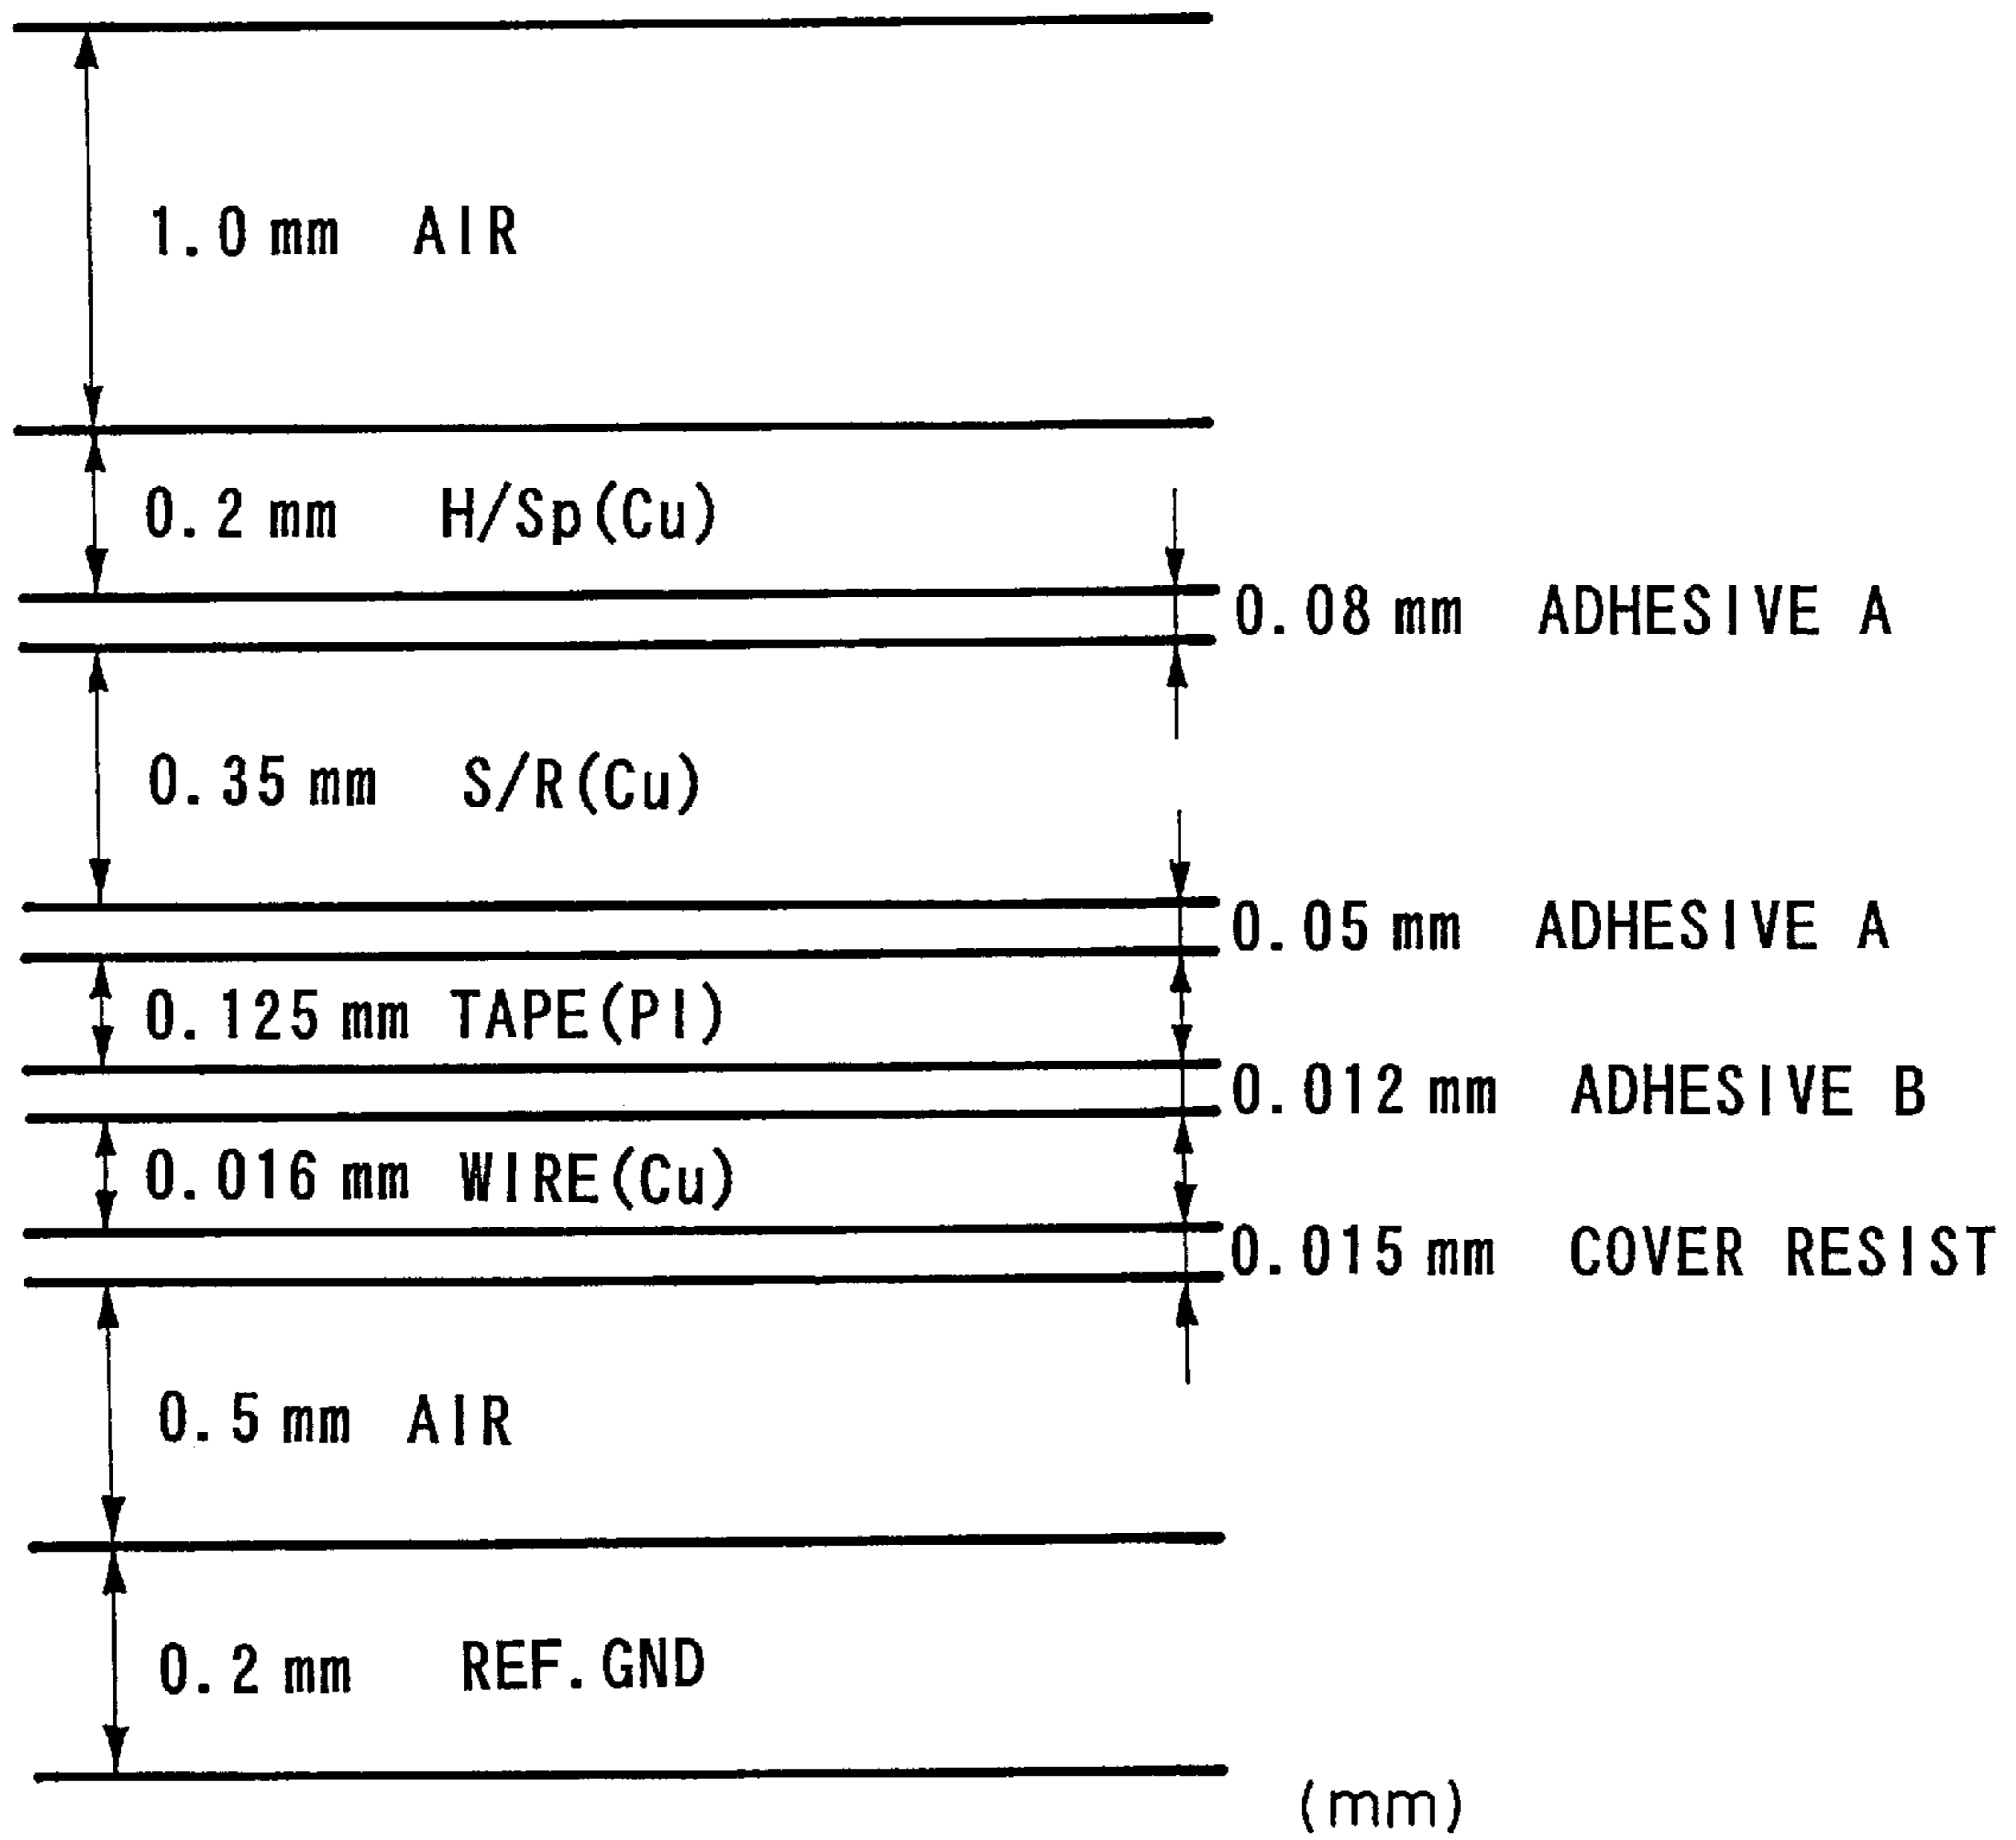 1.0 mm AIR
0.2 mm H/Sp(Cu)
0.08 mm ADHESIVE A
0.35 mm S/R(Cu)
0.05 mm ADHESIVE A
0.125 mm TAPE(PI)
0.012 mm ADHESIVE B
0.016 mm WIRE(Cu)
0.015 mm COVER RESIST
0.5 mm AIR
0.2 mm REF.GND
(mm)